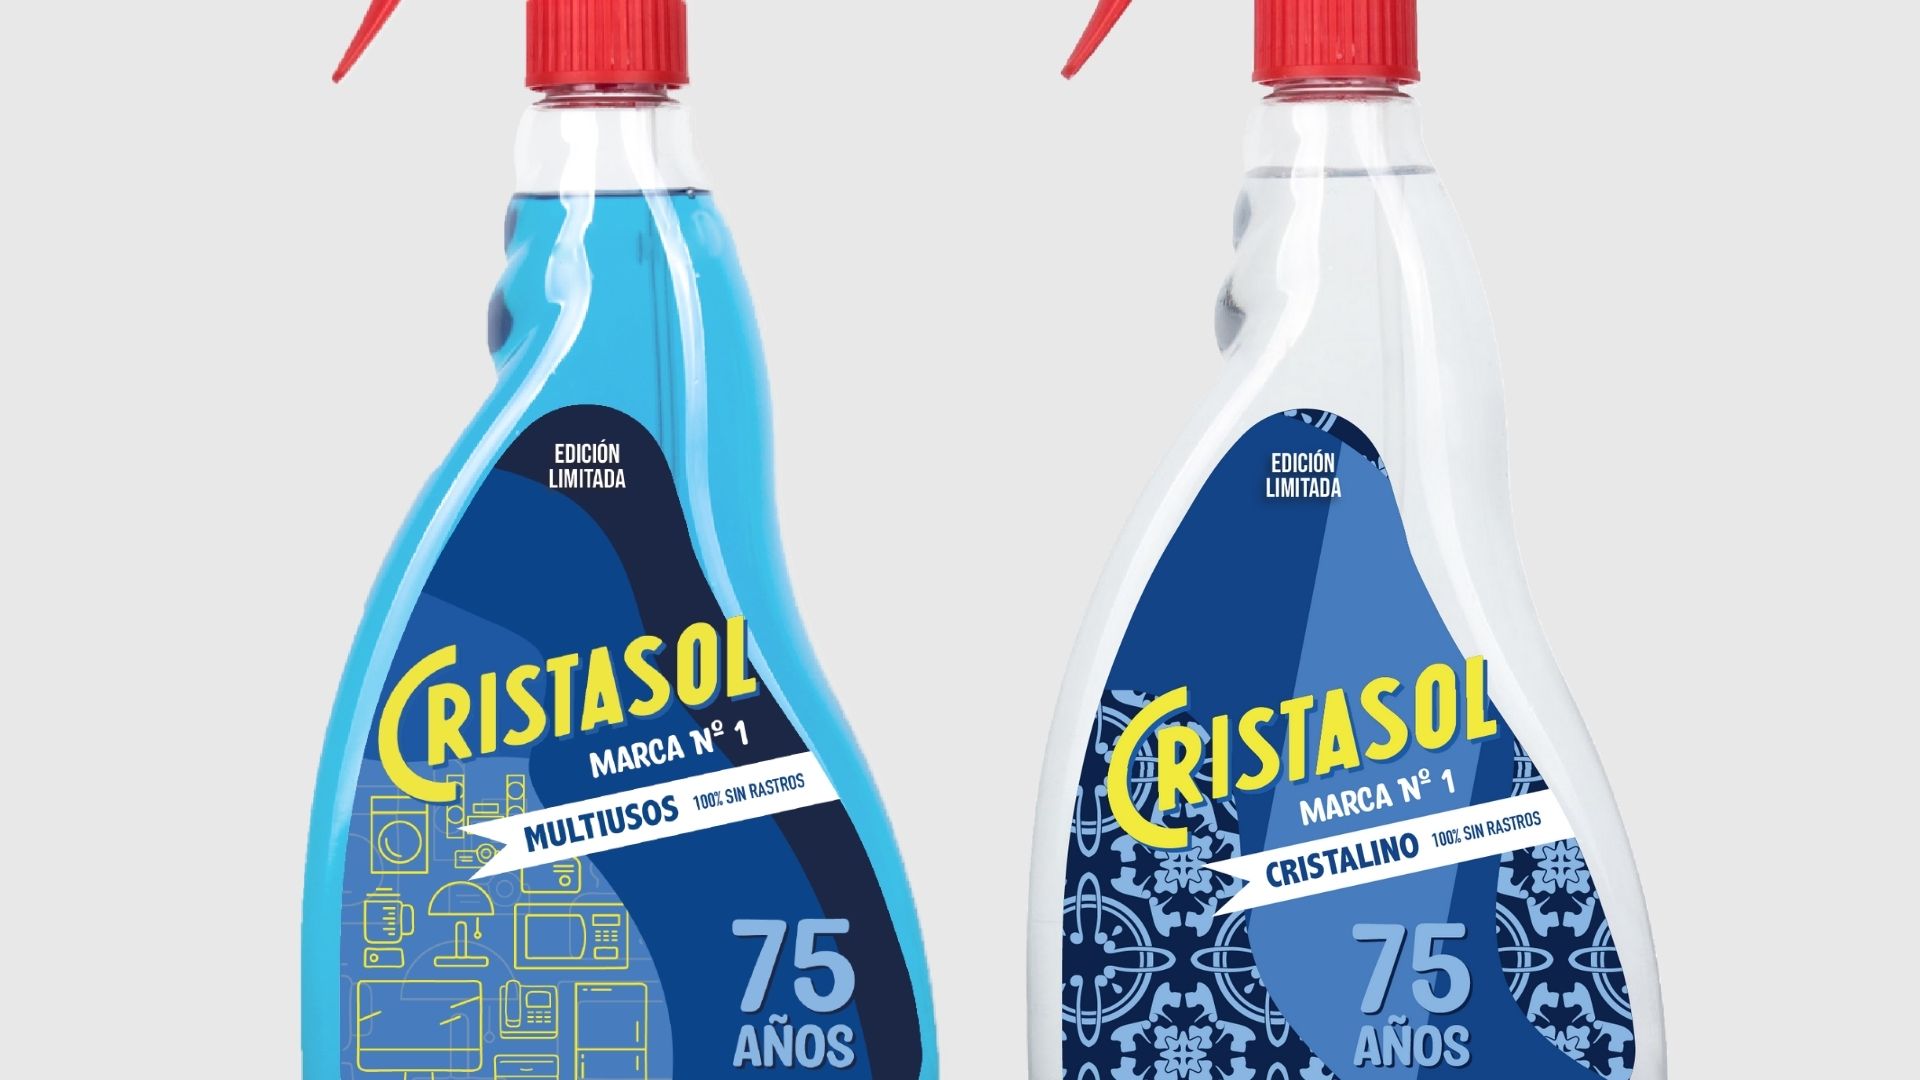 EDICIÓN
LIMITADA
CRISTASOL
MARCA Nº 1
MULTIUSOS 100% SIN RASTROS
75
AÑOS
EDICIÓN
LIMITADA
CRISTASOL
MARCA Nº 1
CRISTALINO 100% SIN RASTROS
75
AÑOS